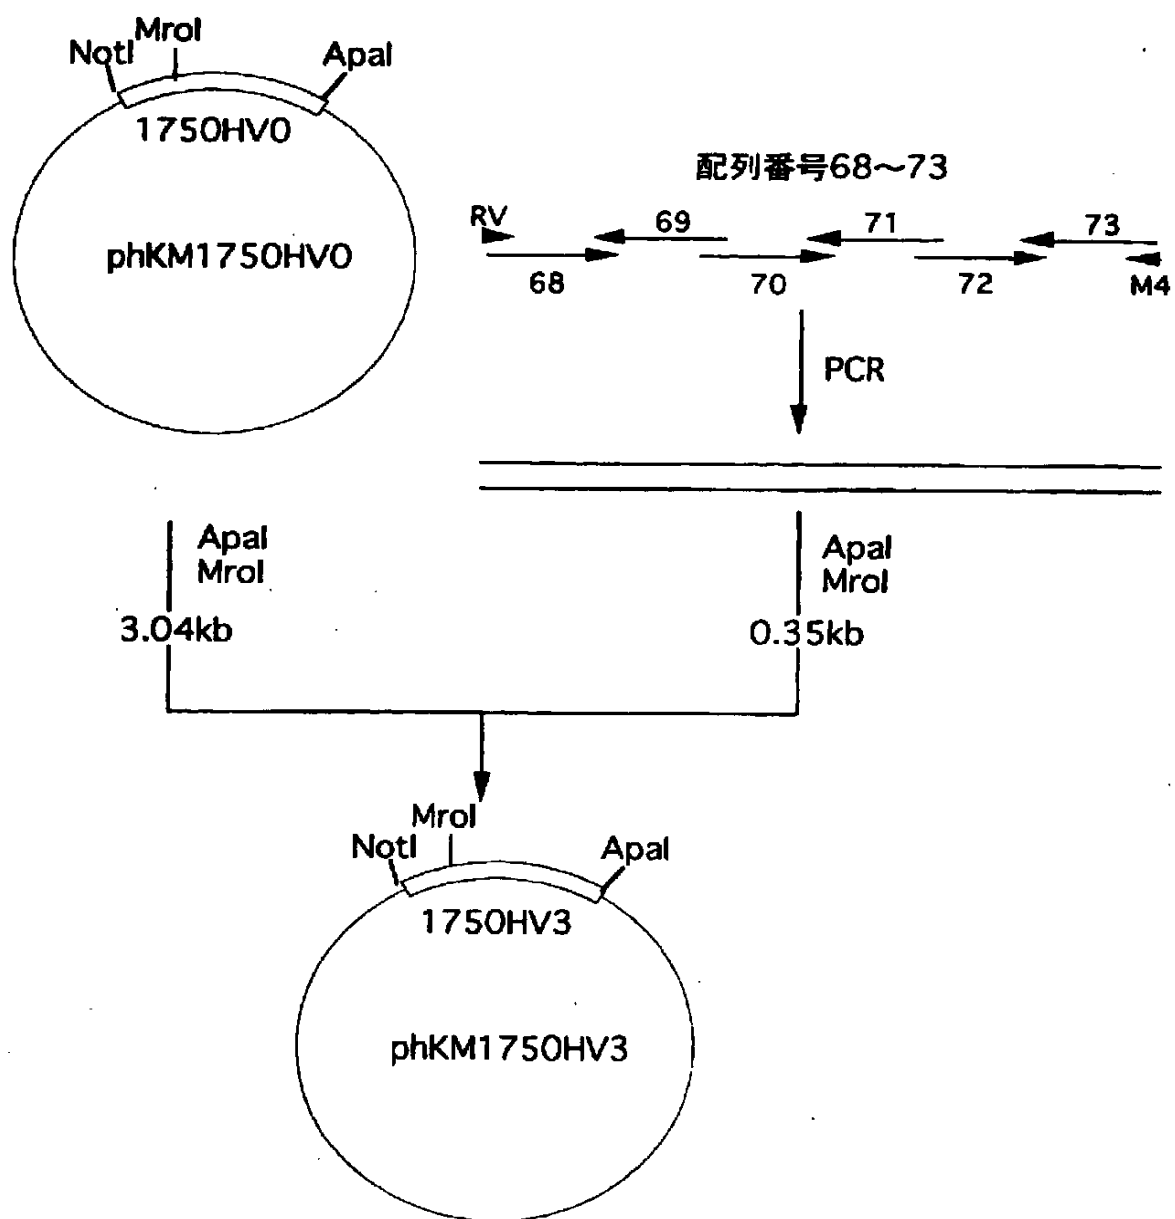 MroI
NotI
ApaI
1750HV0
phKM1750HV0
配列番号68～73
RV
69
71
73
68
70
72
M4
PCR
ApaI
MroI
3.04kb
ApaI
MroI
0.35kb
MroI
NotI
ApaI
1750HV3
phKM1750HV3